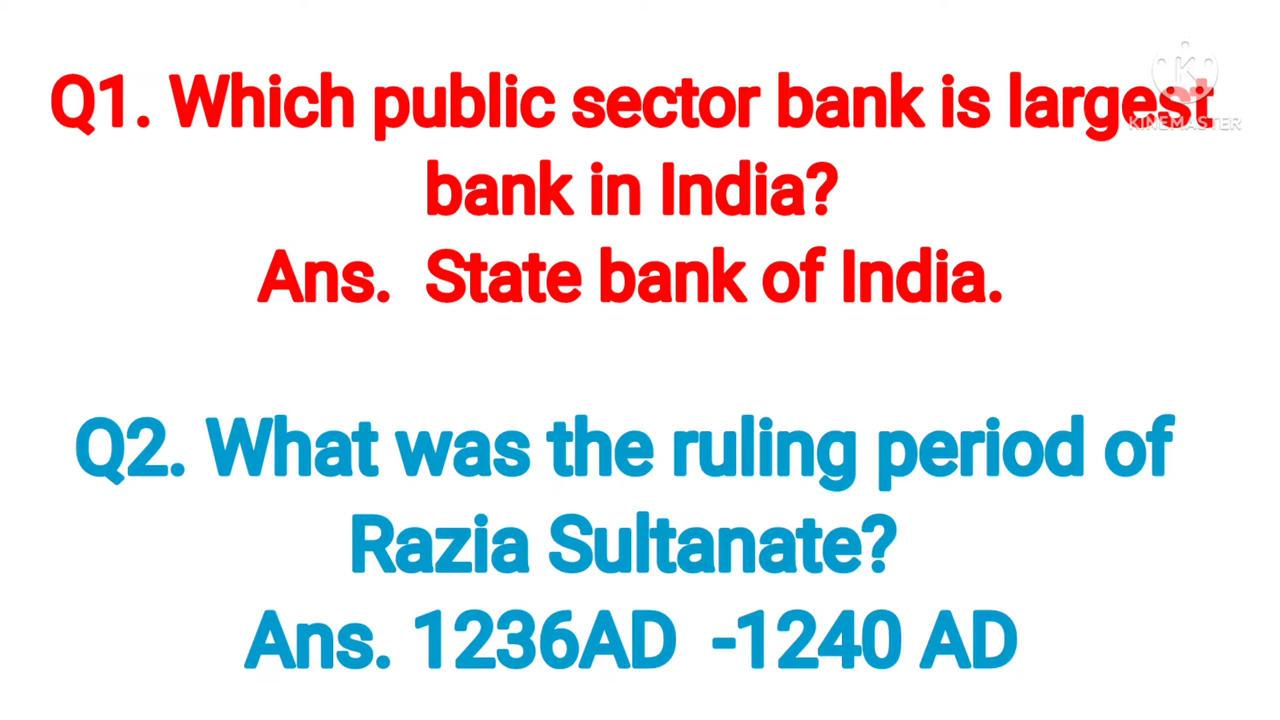 Q1. Which public sector bank is largest
KINEMASTER
bank in India?
Ans. State bank of India.
Q2. What was the ruling period of
Razia Sultanate?
Ans. 1236AD -1240 AD